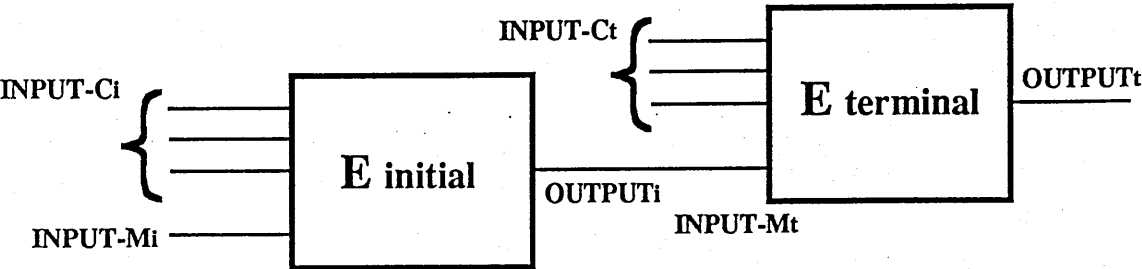 INPUT-Ct
INPUT-Ci
E terminal
OUTPUTt
E initial
OUTPUTi
INPUT-Mt
INPUT-Mi